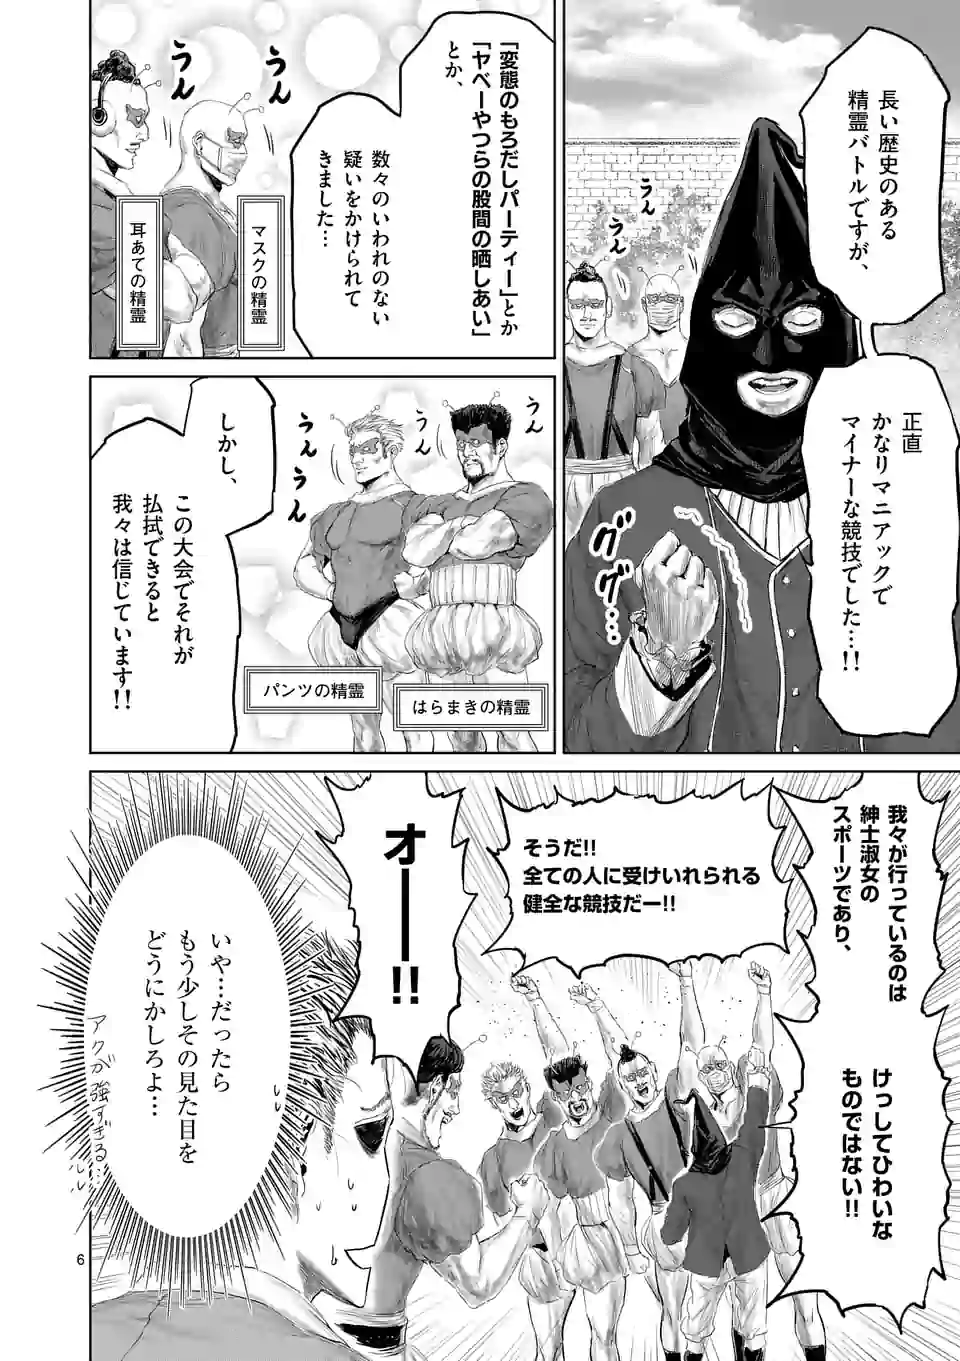 長い歴史のある
精霊バトルですが、
うん
うん
正直
かなりマニアックで
マイナーな競技でした…!!
グッ…
「変態のもろだしパーティー」とか
「ヤベーやつらの股間の晒しあい」
とか、
数々のいわれのない
疑いをかけられて
きました…
うん
うん
マスクの精霊
耳あての精霊
うん
うん
うん
はらまきの精霊
パンツの精霊
しかし、
この大会でそれが
払拭できると
我々は信じています!!
我々が行っているのは
紳士淑女の
スポーツであり、
けっしてひわいな
ものではない!!
そうだ!!
全ての人に受けいれられる
健全な競技だー!!
オーー!!
いや…だったら
もう少しその見た目を
どうにかしろよ…
アクが強すぎる…
6